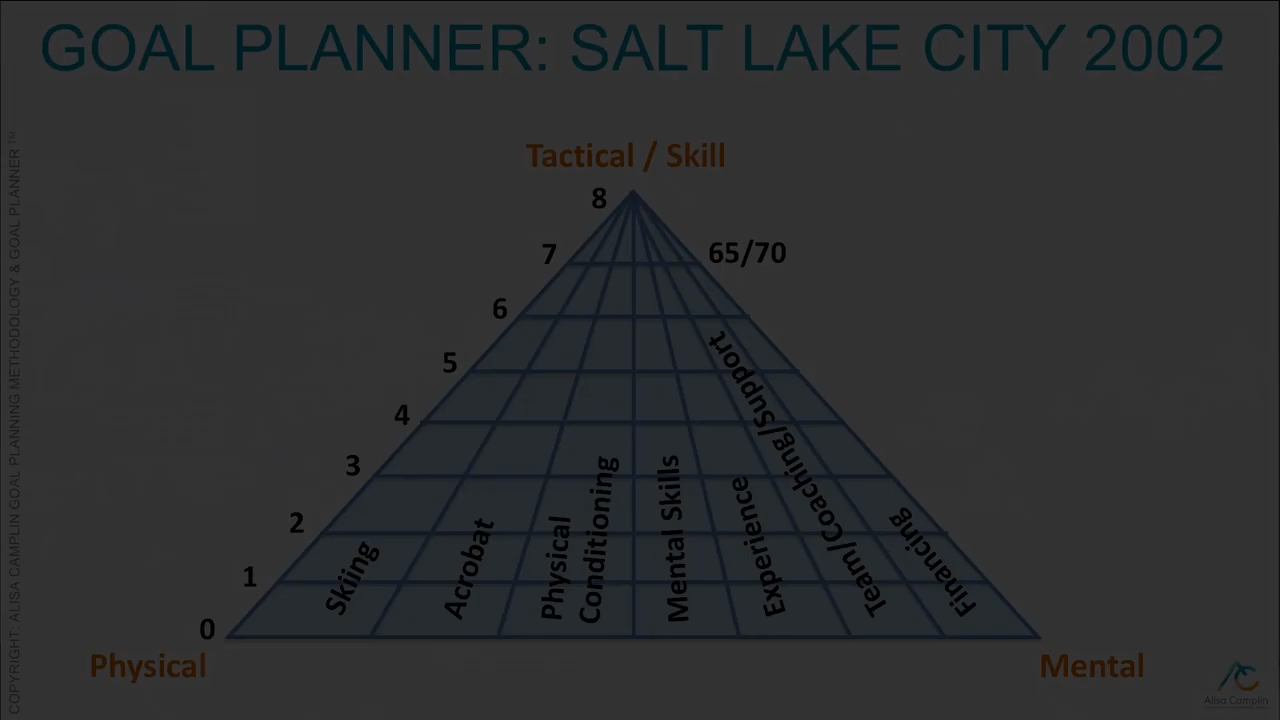 GOAL PLANNER: SALT LAKE CITY 2002
Tactical / Skill
8
7
65/70
6
5
4
3
2
1
0
Skiing
Acrobat
Physical
Conditioning
Mental Skills
Experience
Team/Coaching/Support
Financing
Physical
Mental
COPYRIGHT: ALISA CAMPLIN GOAL PLANNING METHODOLOGY & GOAL PLANNER ™
Alisa Camplin